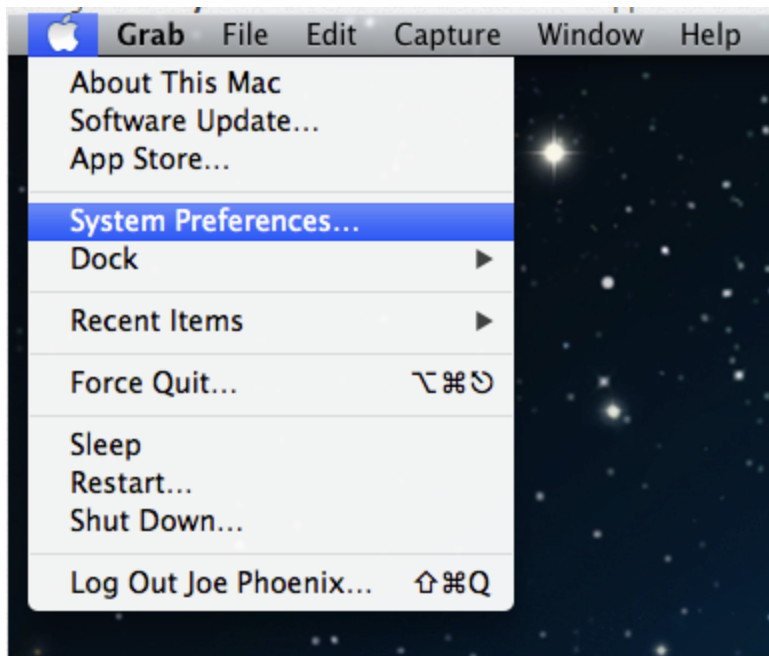 Grab File Edit Capture Window Help
About This Mac
Software Update...
App Store...
System Preferences...
Dock ▶
Recent Items ▶
Force Quit... ⌥⌘⎋
Sleep
Restart...
Shut Down...
Log Out Joe Phoenix... ⇧⌘Q